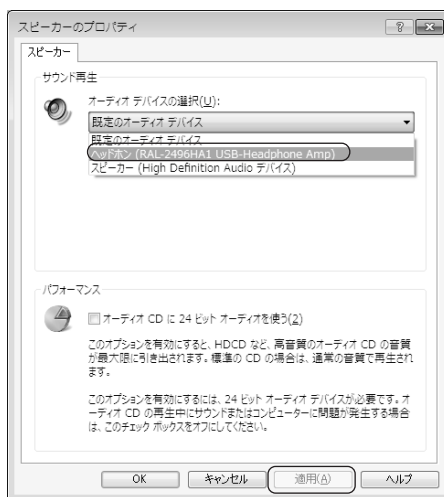 スピーカーのプロパティ
スピーカー
サウンド再生
オーディオ デバイスの選択(U):
既定のオーディオ デバイス
既定のオーディオ デバイス
ヘッドホン (RAL-2496HA1 USB-Headphone Amp)
スピーカー (High Definition Audio デバイス)
パフォーマンス
オーディオ CD に 24 ビット オーディオを使う(2)
このオプションを有効にすると、HDCD など、高音質のオーディオ CD の音質
が最大限に引き出されます。標準の CD の場合は、通常の音質で再生され
ます。
このオプションを有効にするには、24 ビット オーディオ デバイスが必要です。オ
ーディオ CD の再生中にサウンドまたはコンピューターに問題が発生する場合
は、このチェック ボックスをオフにしてください。
OK
キャンセル
適用(A)
ヘルプ